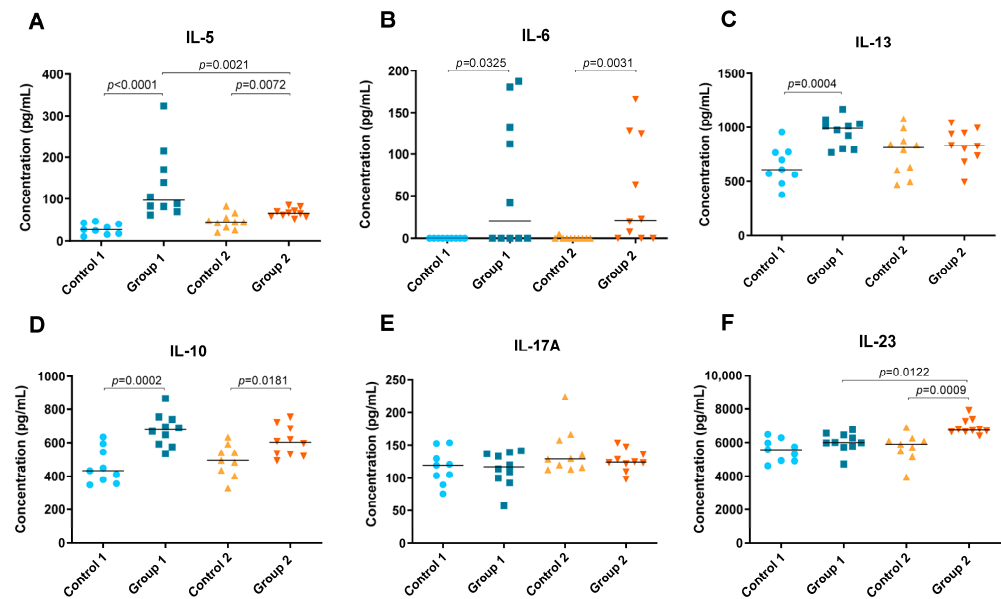 A
IL-5
p=0.0021
p<0.0001
p=0.0072
Concentration (pg/mL)
400
300
200
100
0
Control 1
Group 1
Control 2
Group 2
B
IL-6
p=0.0325
p=0.0031
Concentration (pg/mL)
200
150
100
50
0
Control 1
Group 1
Control 2
Group 2
C
IL-13
p=0.0004
Concentration (pg/mL)
1500
1000
500
0
Control 1
Group 1
Control 2
Group 2
D
IL-10
p=0.0002
p=0.0181
Concentration (pg/mL)
1000
800
600
400
200
0
Control 1
Group 1
Control 2
Group 2
E
IL-17A
Concentration (pg/mL)
250
200
150
100
50
0
Control 1
Group 1
Control 2
Group 2
F
IL-23
p=0.0122
p=0.0009
Concentration (pg/mL)
10,000
8000
6000
4000
2000
0
Control 1
Group 1
Control 2
Group 2